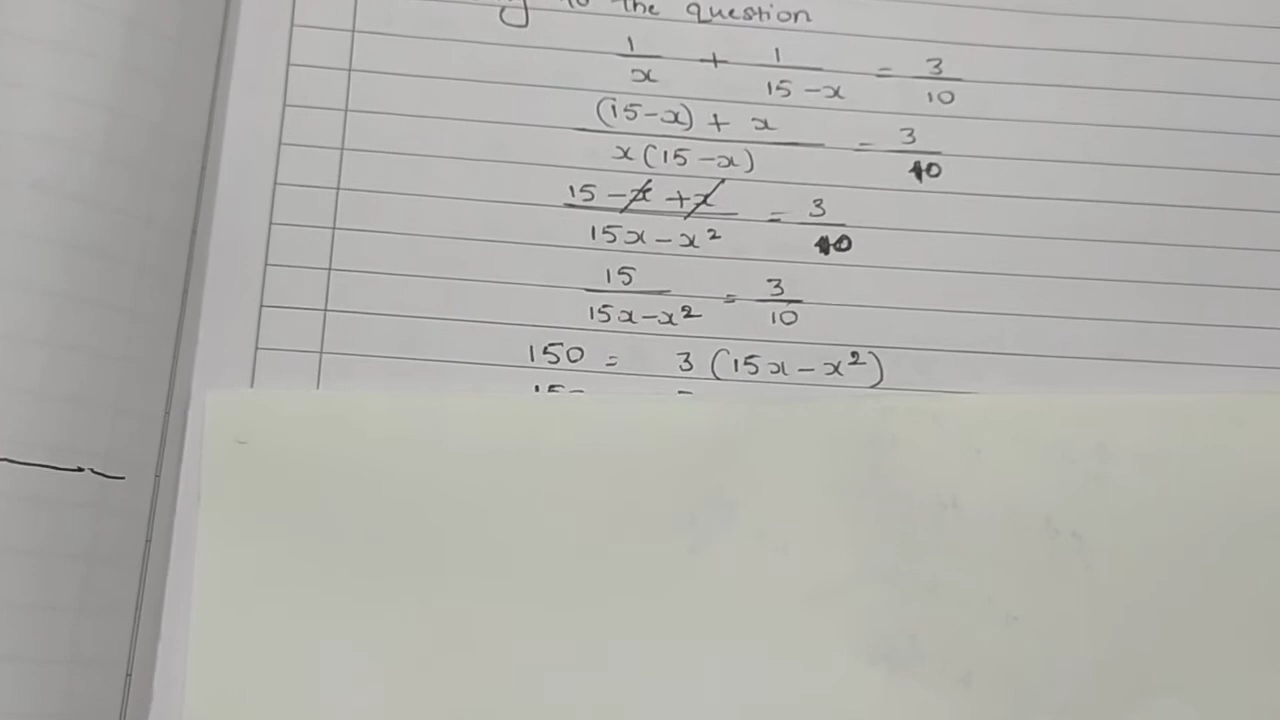 the question
1/x + 1/(15-x) = 3/10
((15-x) + x)/(x(15-x)) = 3/10
(15-x+x)/(15x-x²) = 3/10
15/(15x-x²) = 3/10
150 = 3(15x-x²)